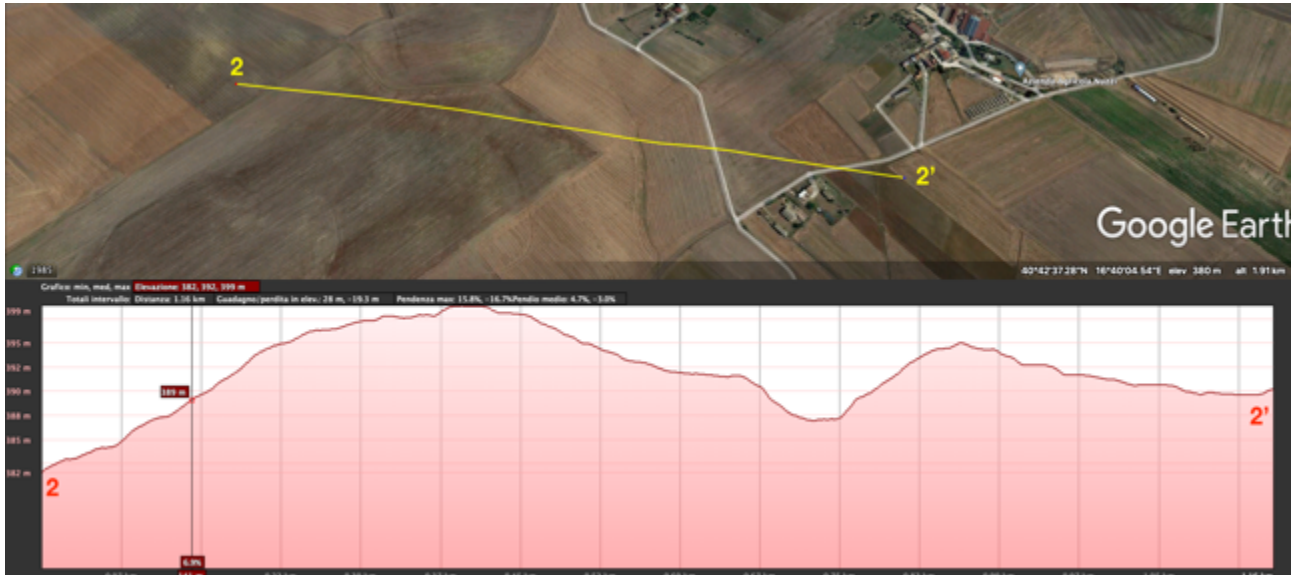 2
2'
Google Earth
1985
40°42'37.28"N 16°40'04.54"E elev 380 m alt 1.91 km
Grafico: min, med, max Elevazione: 382, 392, 399 m
Totali intervallo: Distanza: 1.16 km Guadagno/perdita in elev.: 28 m, -19.3 m Pendenza max: 15.8%, -16.7% Pendio medio: 4.7%, -3.0%
399 m
395 m
392 m
390 m
389 m
388 m
385 m
382 m
2
2'
6.9%